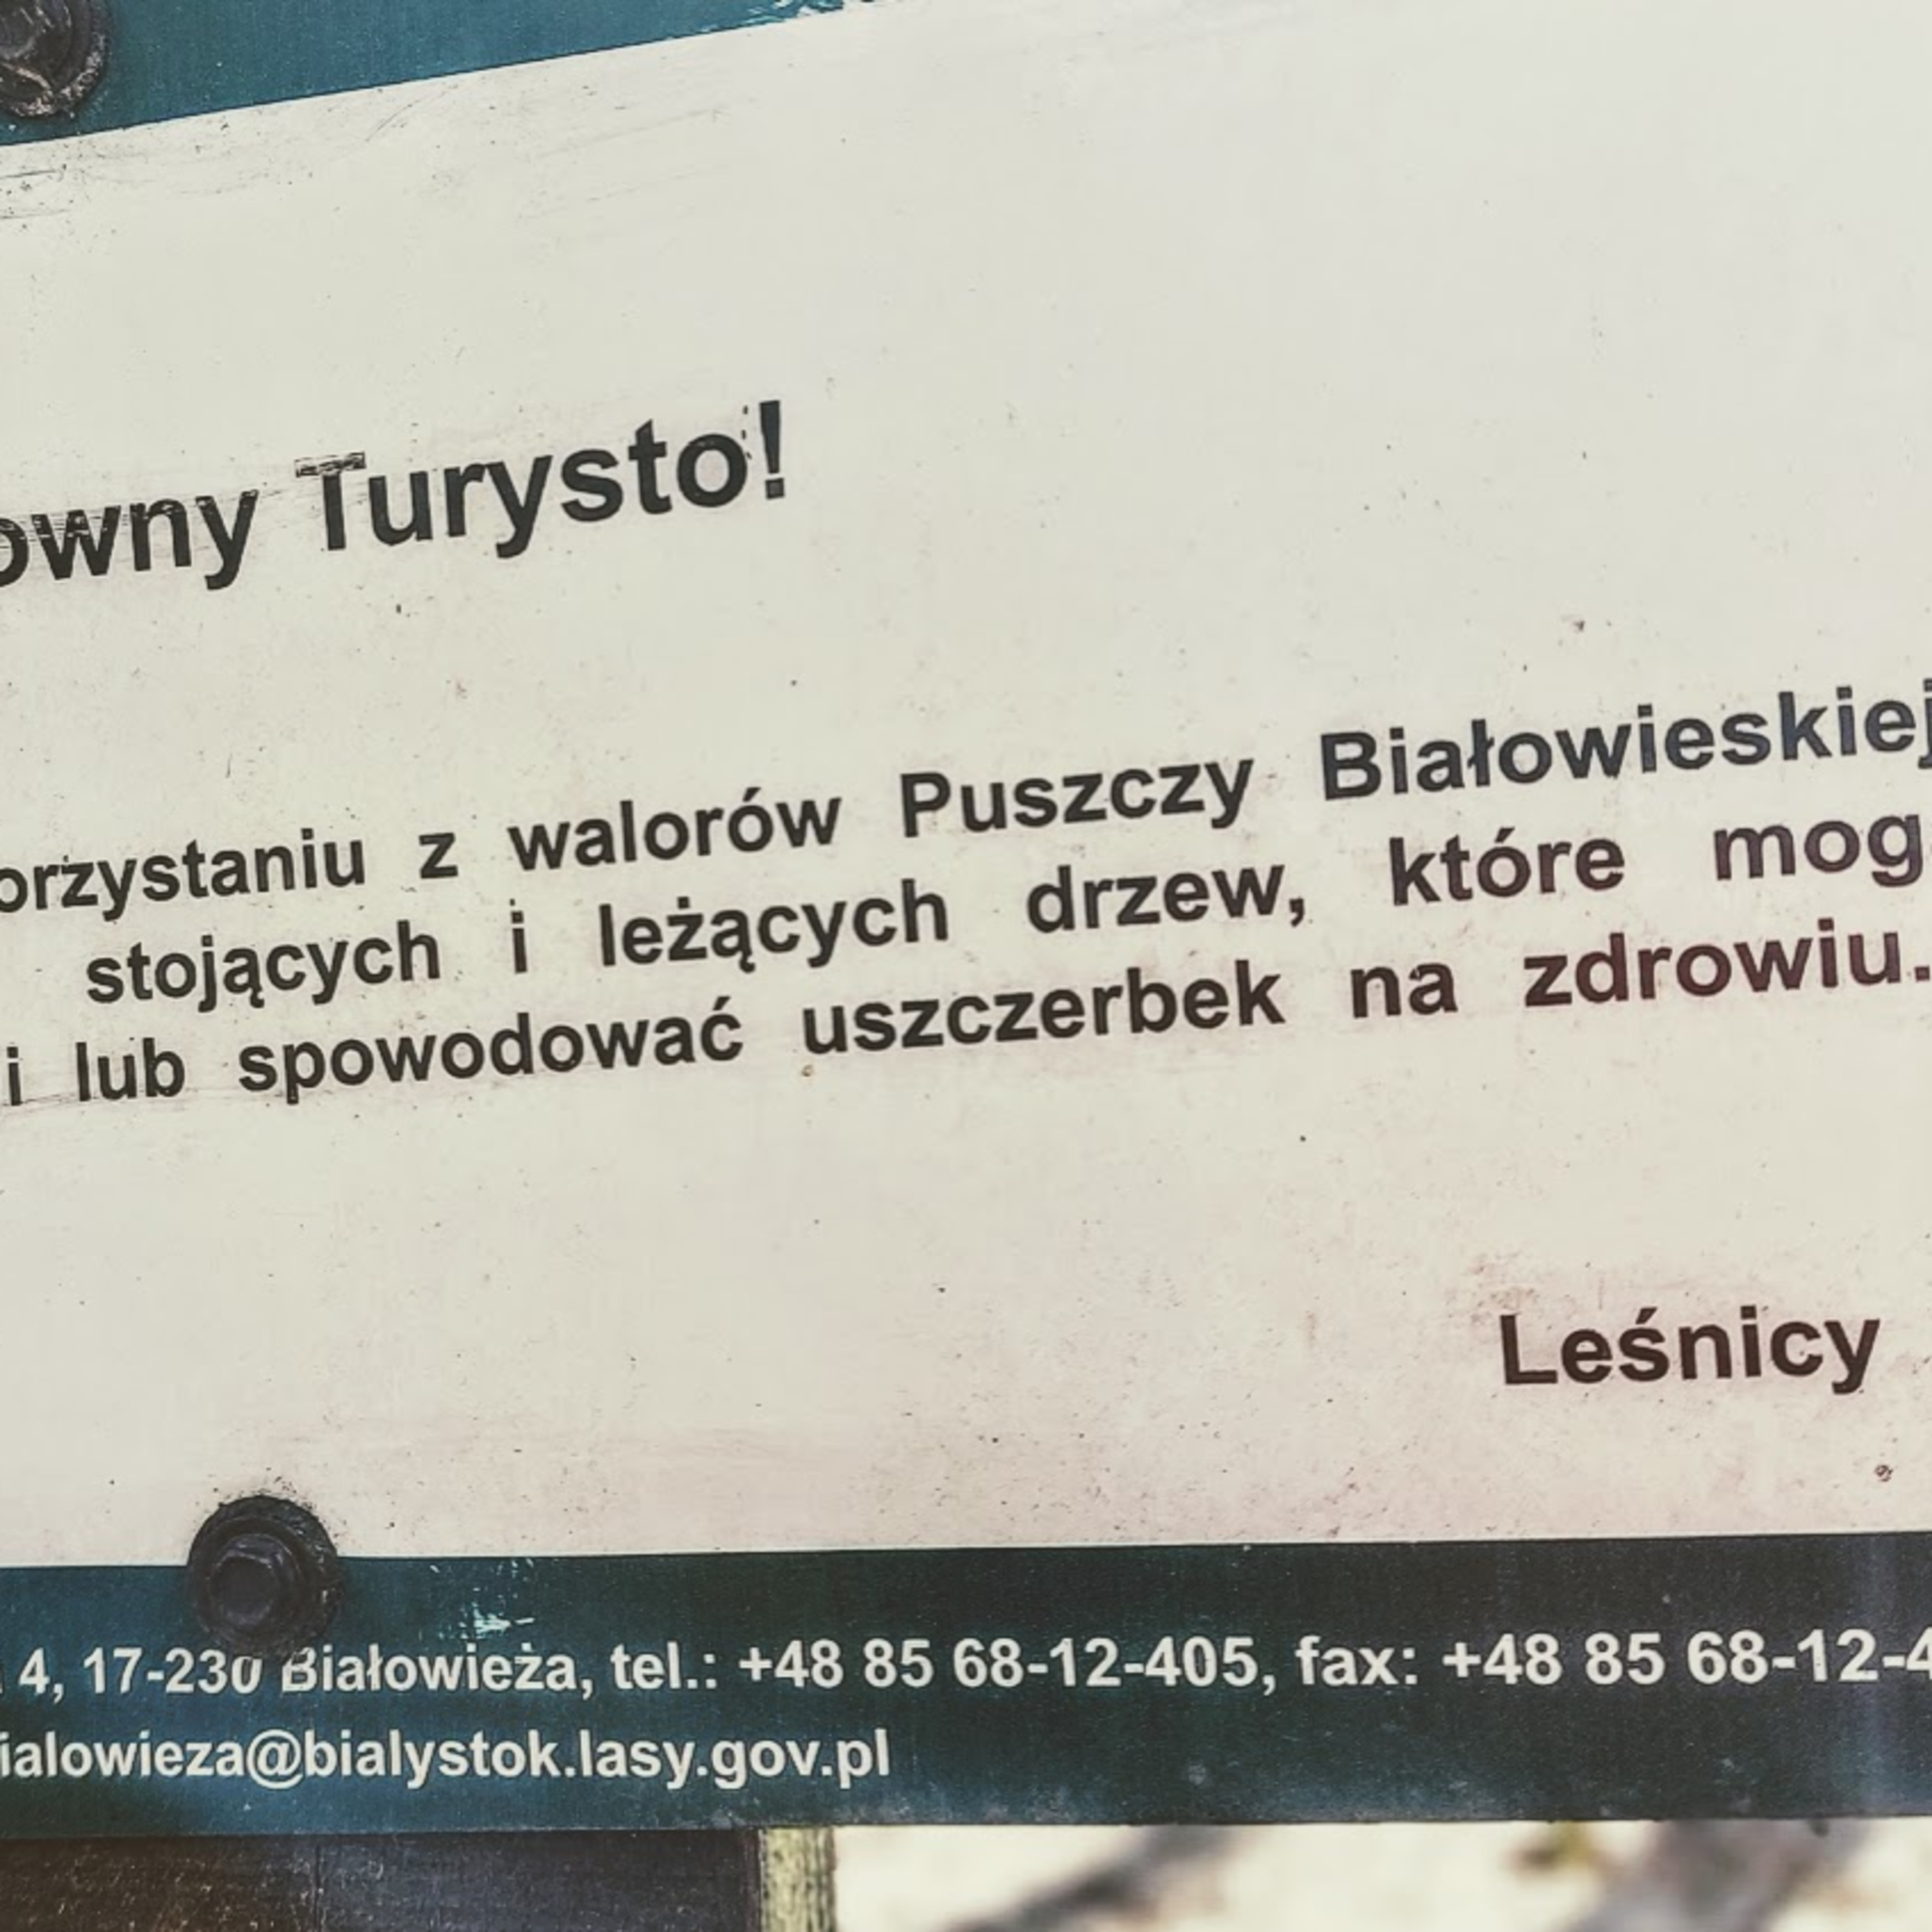 owny Turysto!
orzystaniu z walorów Puszczy Białowieskiej
stojących i leżących drzew, które mog
i lub spowodować uszczerbek na zdrowiu.
Leśnicy
4, 17-230 Białowieża, tel.: +48 85 68-12-405, fax: +48 85 68-12-4
ialowieza@bialystok.lasy.gov.pl